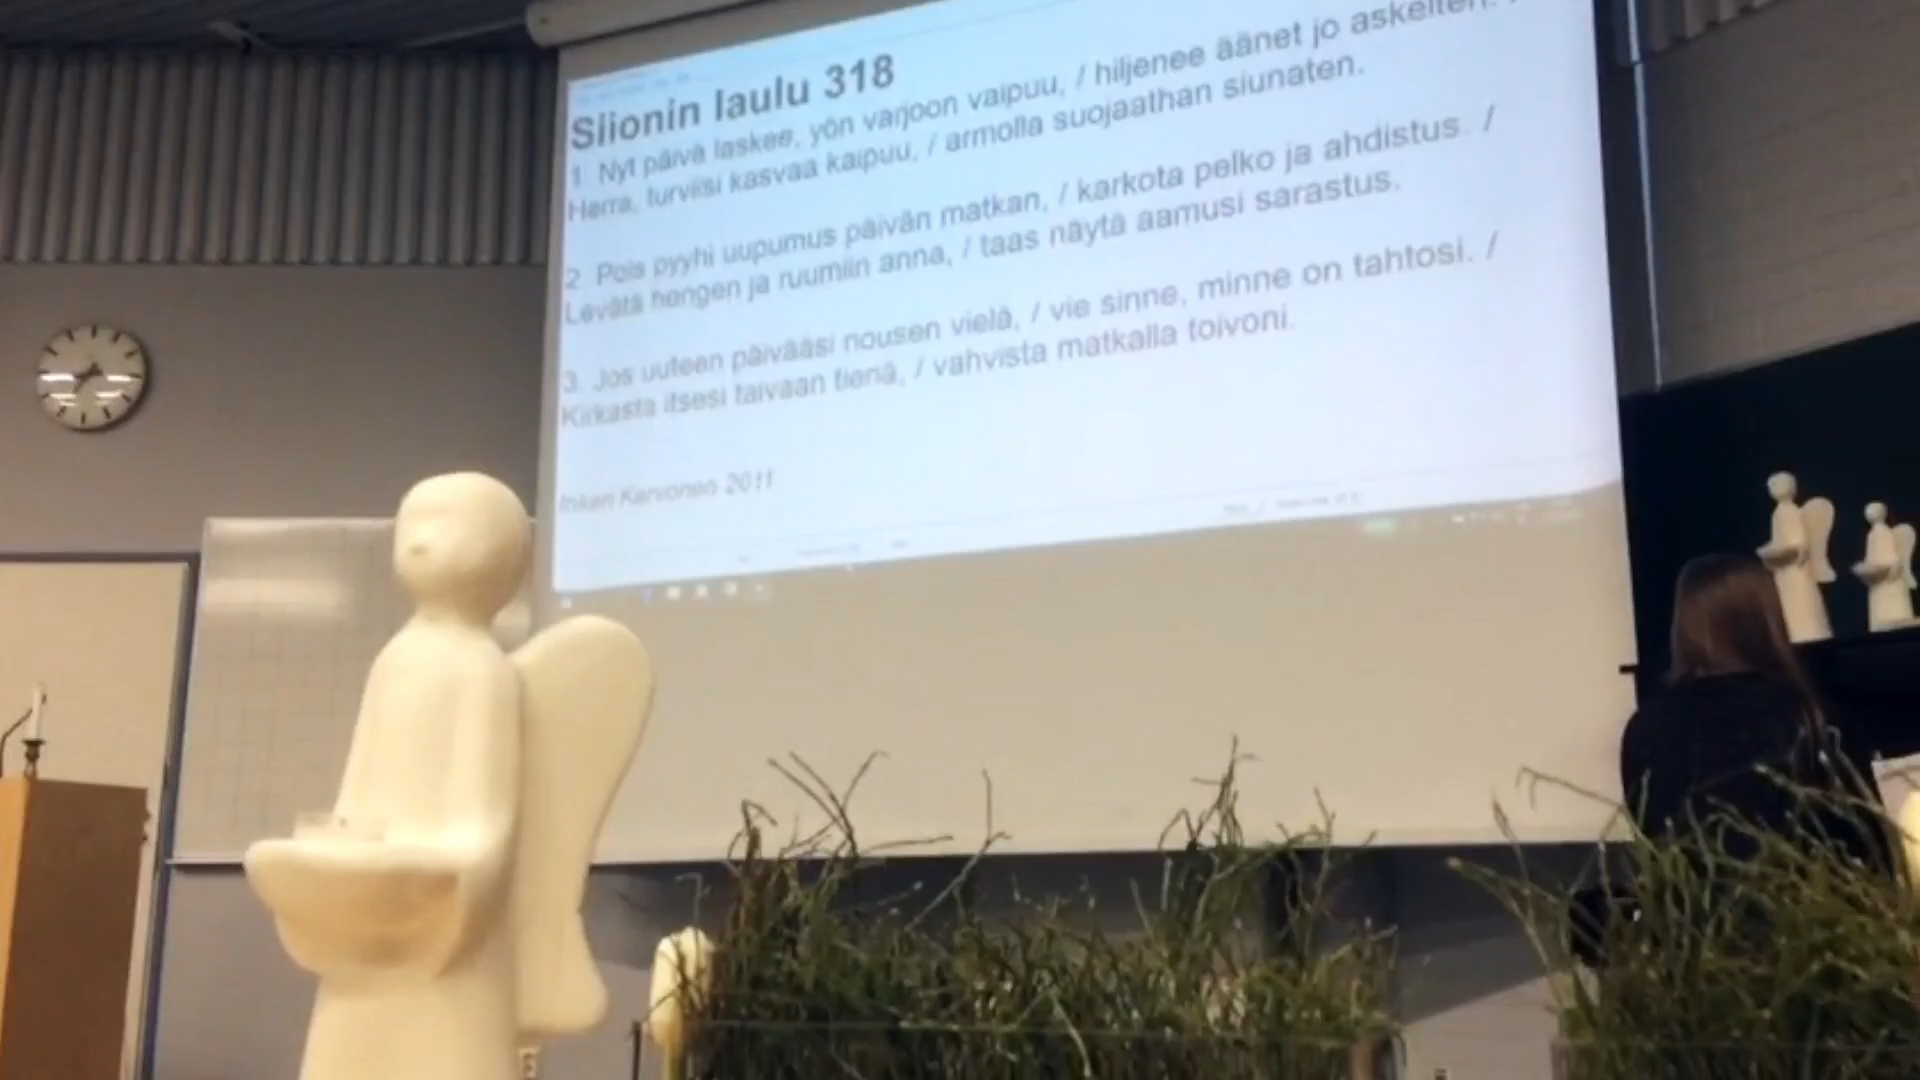 Siionin laulu 318
1. Nyt päivä laskee, yön varjoon vaipuu, / hiljenee äänet jo askelten. /
Herra, turviisi kasvaa kaipuu, / armolla suojaathan siunaten.
2. Pois pyyhi uupumus päivän matkan, / karkota pelko ja ahdistus. /
Levätä hengen ja ruumiin anna, / taas näytä aamusi sarastus.
3. Jos uuteen päivääsi nousen vielä, / vie sinne, minne on tahtosi. /
Kirkasta itsesi taivaan tienä, / vahvista matkalla toivoni.
Inkeri Karvonen 2011